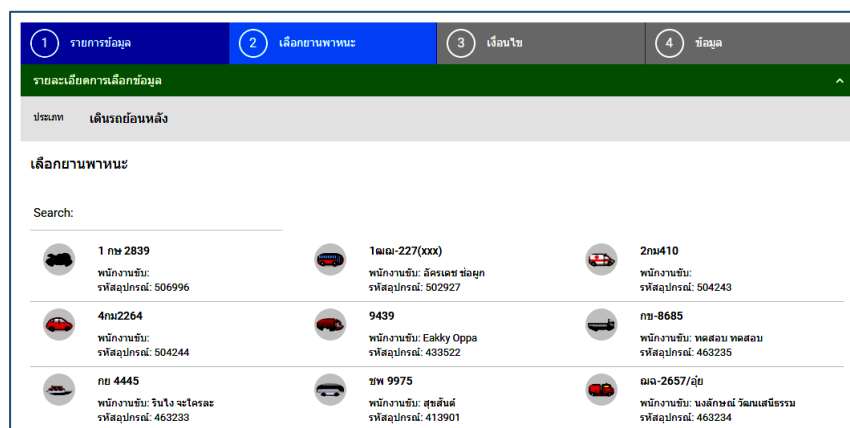 1 รายการข้อมูล 2 เลือกยานพาหนะ 3 เงื่อนไข 4 ข้อมูล
รายละเอียดการเลือกข้อมูล
ประเภท เดินรถย้อนหลัง
เลือกยานพาหนะ
Search:
1 กษ 2839
พนักงานขับ:
รหัสอุปกรณ์: 506996
1ฒฌ-227(xxx)
พนักงานขับ: อัครเดช ช่อผูก
รหัสอุปกรณ์: 502927
2กม410
พนักงานขับ:
รหัสอุปกรณ์: 504243
4กม2264
พนักงานขับ:
รหัสอุปกรณ์: 504244
9439
พนักงานขับ: Eakky Oppa
รหัสอุปกรณ์: 433522
กข-8685
พนักงานขับ: ทดสอบ ทดสอบ
รหัสอุปกรณ์: 463235
กย 4445
พนักงานขับ: รินไง จะใครละ
รหัสอุปกรณ์: 463233
ชพ 9975
พนักงานขับ: สุขสันต์
รหัสอุปกรณ์: 413901
ฒฉ-2657/อุ้ย
พนักงานขับ: นงลักษณ์ วัฒนเสนีธรรม
รหัสอุปกรณ์: 463234